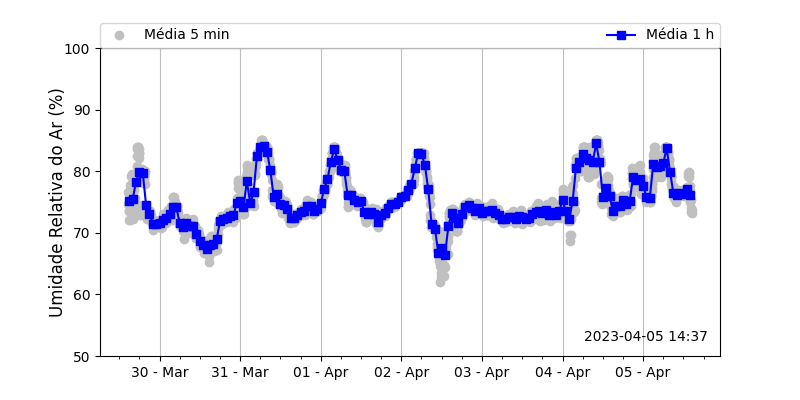 Média 5 min
Média 1 h
Umidade Relativa do Ar (%)
100
90
80
70
60
50
2023-04-05 14:37
30 - Mar
31 - Mar
01 - Apr
02 - Apr
03 - Apr
04 - Apr
05 - Apr